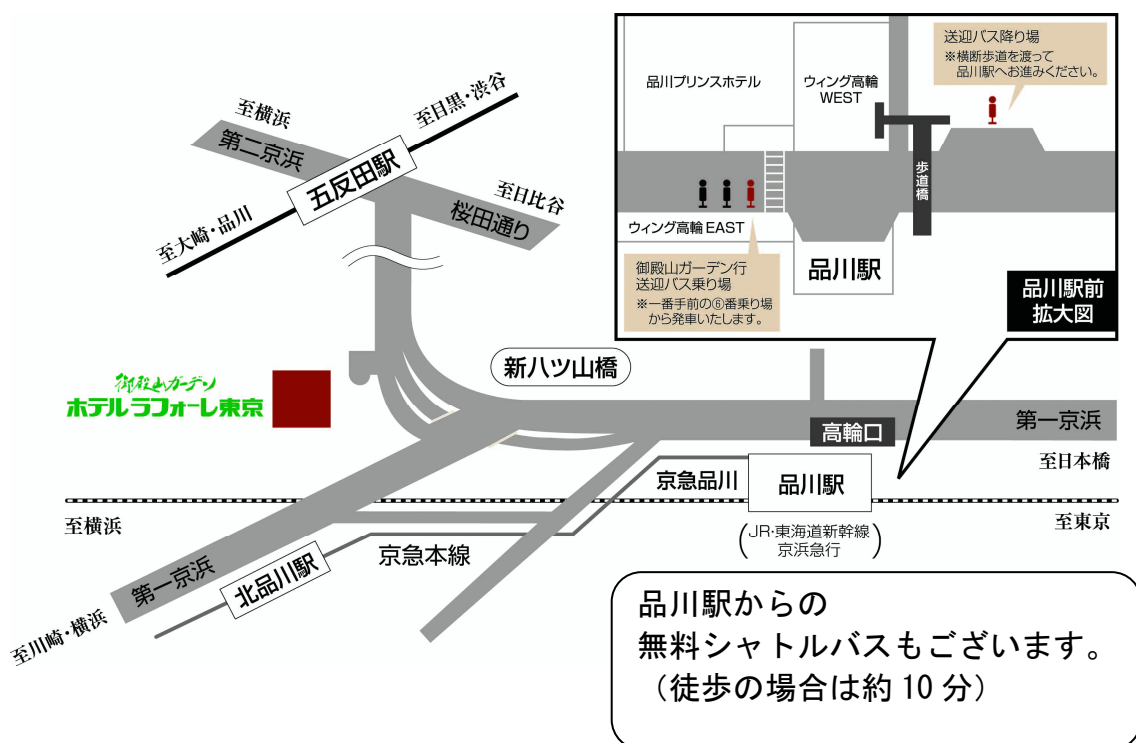 至横浜
第二京浜
至目黒・渋谷
五反田駅
至日比谷
桜田通り
至大崎・品川
品川プリンスホテル
ウィング高輪
WEST
送迎バス降り場
※横断歩道を渡って
品川駅へお進みください。
歩道橋
ウィング高輪 EAST
御殿山ガーデン行
送迎バス乗り場
※一番手前の⑥番乗り場
から発車いたします。
品川駅
品川駅前
拡大図
新八ツ山橋
御殿山ガーデン
ホテルラフォーレ東京
高輪口
第一京浜
至日本橋
京急品川
品川駅
至横浜
至東京
(JR・東海道新幹線
京浜急行)
京急本線
北品川駅
第一京浜
至川崎・横浜
品川駅からの
無料シャトルバスもございます。
（徒歩の場合は約 10 分）